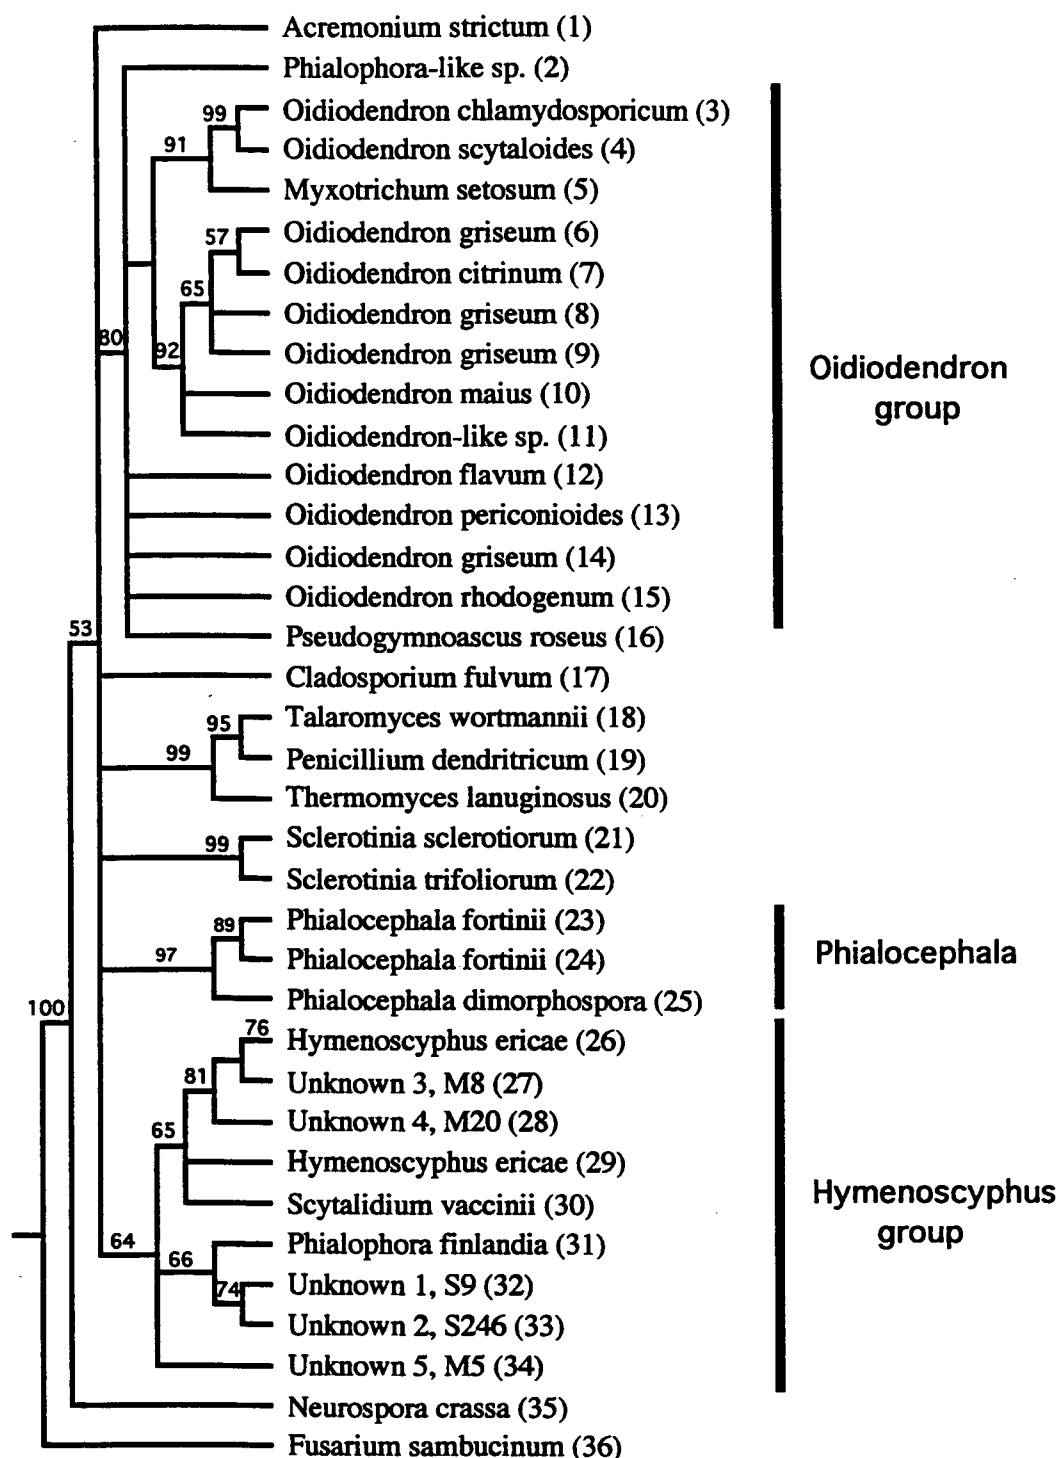 Acremonium strictum (1)
Phialophora-like sp. (2)
99
Oidiodendron chlamydosporicum (3)
91
Oidiodendron scytaloides (4)
Myxotrichum setosum (5)
57
Oidiodendron griseum (6)
Oidiodendron citrinum (7)
65
Oidiodendron griseum (8)
80
92
Oidiodendron griseum (9)
Oidiodendron maius (10)
Oidiodendron-like sp. (11)
Oidiodendron
group
Oidiodendron flavum (12)
Oidiodendron periconioides (13)
Oidiodendron griseum (14)
Oidiodendron rhodogenum (15)
53
Pseudogymnoascus roseus (16)
Cladosporium fulvum (17)
95
Talaromyces wortmannii (18)
99
Penicillium dendritricum (19)
Thermomyces lanuginosus (20)
99
Sclerotinia sclerotiorum (21)
Sclerotinia trifoliorum (22)
89
Phialocephala fortinii (23)
97
Phialocephala fortinii (24)
Phialocephala
Phialocephala dimorphospora (25)
100
76
Hymenoscyphus ericae (26)
81
Unknown 3, M8 (27)
Unknown 4, M20 (28)
65
Hymenoscyphus ericae (29)
Scytalidium vaccinii (30)
Hymenoscyphus
group
64
66
Phialophora finlandia (31)
74
Unknown 1, S9 (32)
Unknown 2, S246 (33)
Unknown 5, M5 (34)
Neurospora crassa (35)
Fusarium sambucinum (36)